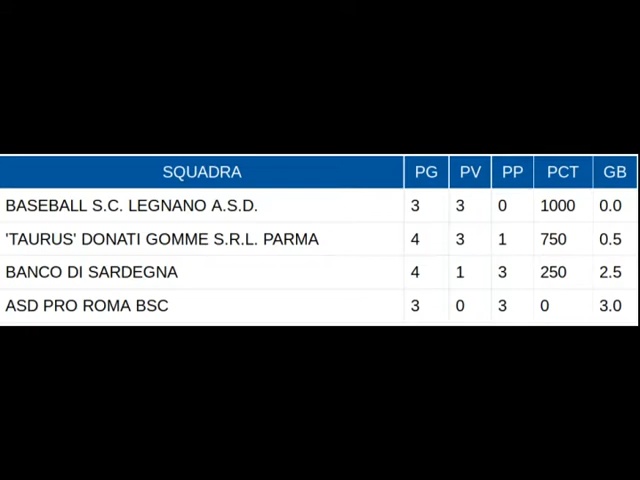 SQUADRA PG PV PP PCT GB
BASEBALL S.C. LEGNANO A.S.D. 3 3 0 1000 0.0
'TAURUS' DONATI GOMME S.R.L. PARMA 4 3 1 750 0.5
BANCO DI SARDEGNA 4 1 3 250 2.5
ASD PRO ROMA BSC 3 0 3 0 3.0